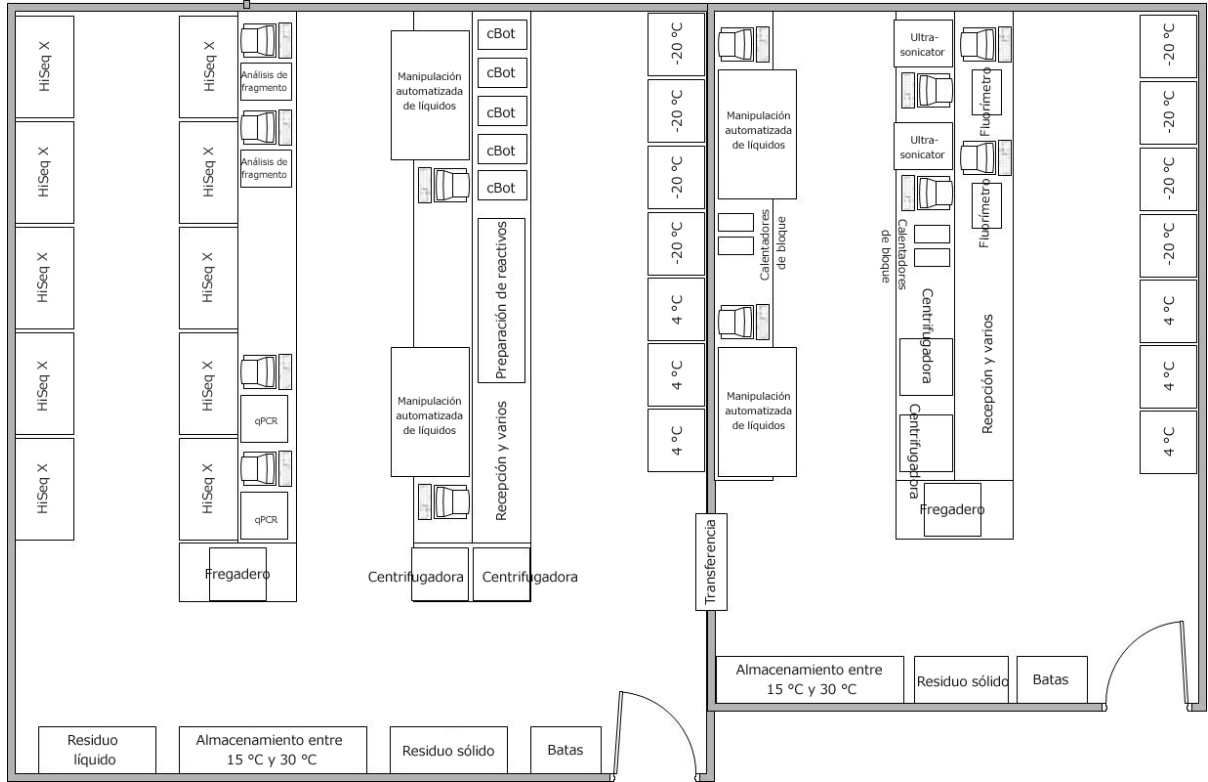 HiSeq X
HiSeq X
HiSeq X
HiSeq X
HiSeq X
HiSeq X
HiSeq X
HiSeq X
HiSeq X
HiSeq X
Análisis de
fragmento
Análisis de
fragmento
qPCR
qPCR
Fregadero
Manipulación
automatizada
de líquidos
Manipulación
automatizada
de líquidos
cBot
cBot
cBot
cBot
cBot
Preparación de reactivos
Recepción y varios
Centrifugadora
Centrifugadora
-20 °C
-20 °C
-20 °C
-20 °C
4 °C
4 °C
4 °C
Residuo
líquido
Almacenamiento entre
15 °C y 30 °C
Residuo sólido
Batas
Transferencia
Manipulación
automatizada
de líquidos
Calentadores
de bloque
Manipulación
automatizada
de líquidos
Ultra-
sonicator
Ultra-
sonicator
Calentadores
de bloque
Centrifugadora
Centrifugadora
Fluorímetro
Fluorímetro
Recepción y varios
Fregadero
-20 °C
-20 °C
-20 °C
-20 °C
4 °C
4 °C
4 °C
Almacenamiento entre
15 °C y 30 °C
Residuo sólido
Batas